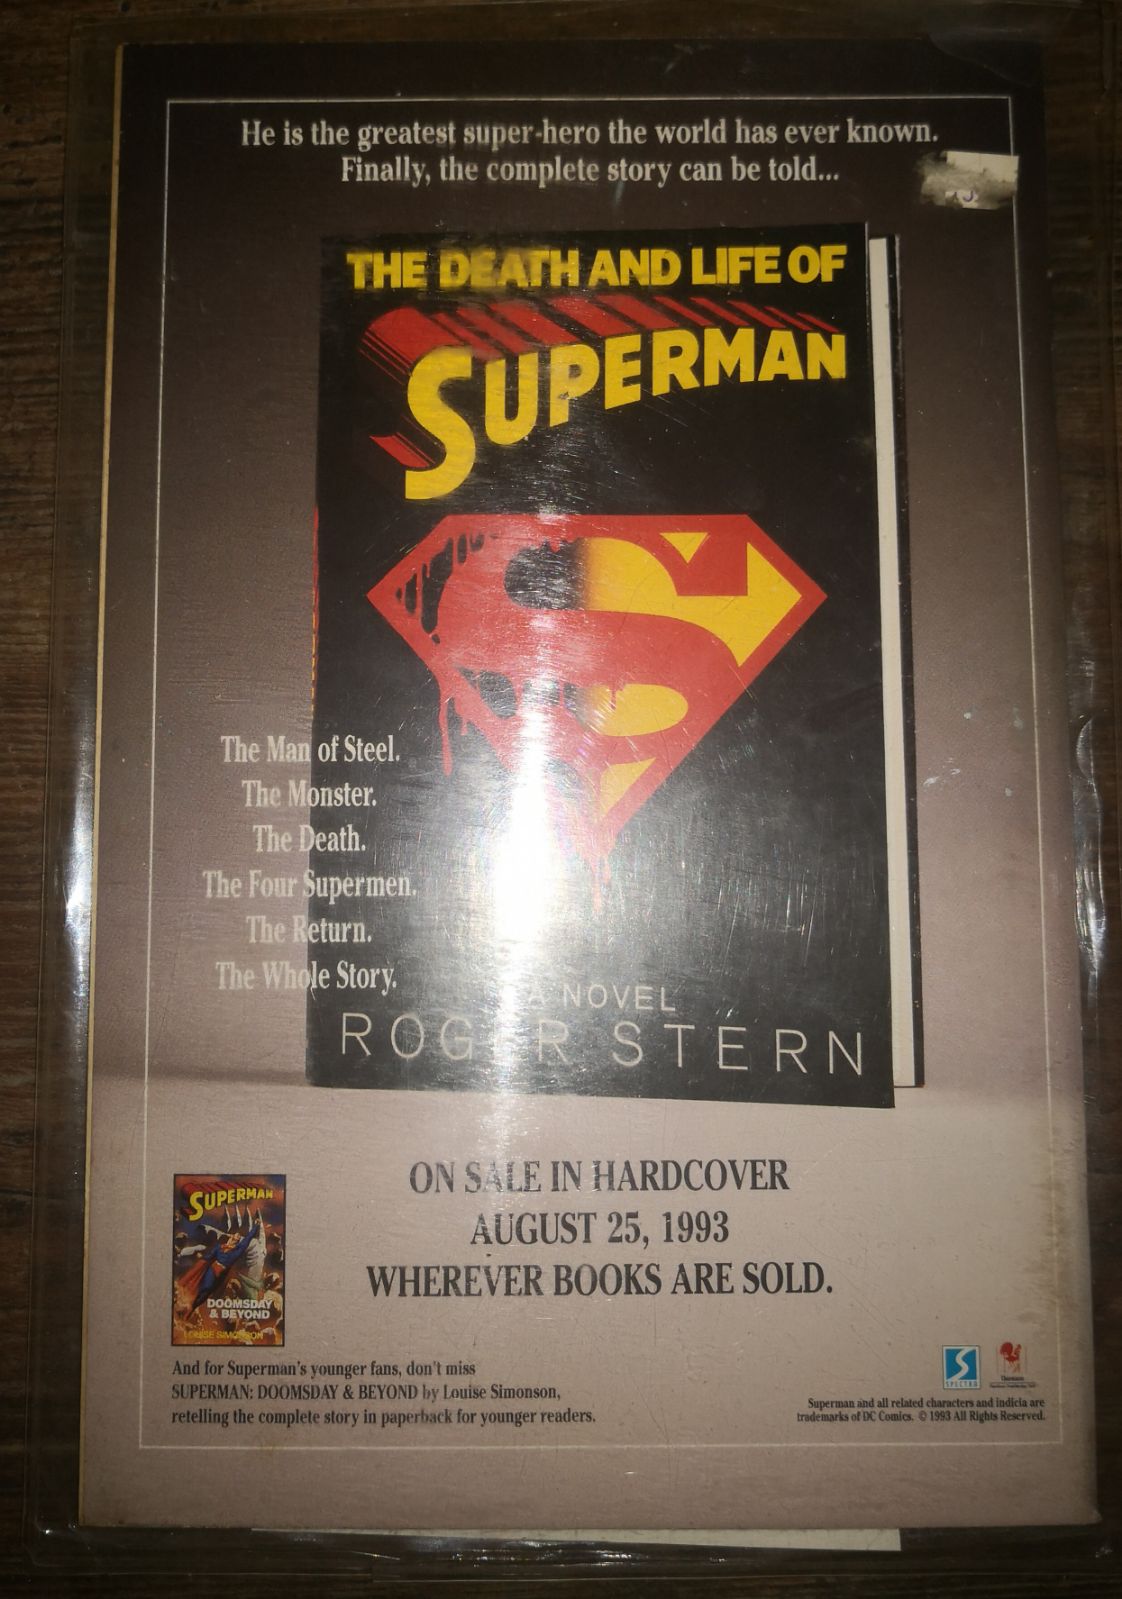 He is the greatest super-hero the world has ever known.
Finally, the complete story can be told...
THE DEATH AND LIFE OF
SUPERMAN
The Man of Steel.
The Monster.
The Death.
The Four Supermen.
The Return.
The Whole Story.
A NOVEL
ROGER STERN
ON SALE IN HARDCOVER
AUGUST 25, 1993
WHEREVER BOOKS ARE SOLD.
SUPERMAN
DOOMSDAY
& BEYOND
LOUISE SIMONSON
And for Superman's younger fans, don't miss
SUPERMAN: DOOMSDAY & BEYOND by Louise Simonson,
retelling the complete story in paperback for younger readers.
SPECTRA
Superman and all related characters and indicia are
trademarks of DC Comics. © 1993 All Rights Reserved.